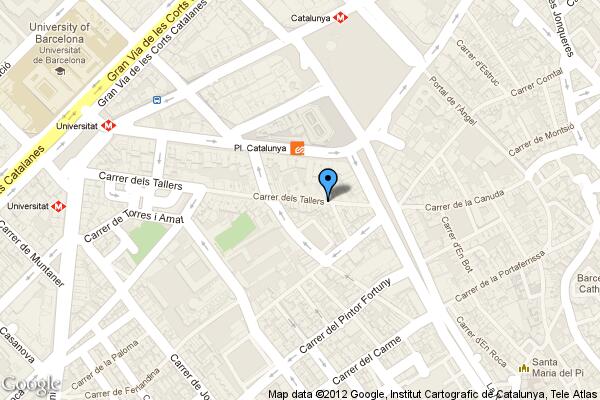 Catalunya
University of
Barcelona
Universitat
de Barcelona
Gran Via de les Corts Catalanes
Gran Via de les Corts Catalanes
Carrer d'Estruc
Carrer Comtal
Portal de l'Àngel
Carrer de Montsió
es Jonqueres
Universitat
Pl. Catalunya
s Catalanes
Carrer dels Tallers
Carrer dels Tallers
Carrer de la Canuda
Universitat
Carrer de Torres i Amat
Carrer de Muntaner
Carrer d'En Bot
Carrer de la Portaferrissa
Barce
Cath
Carrer del Pintor Fortuny
Casanova
Carrer de la Paloma
Carrer d'En Roca
Carrer del Carme
Santa
Maria del Pi
Carrer de Ferlandina
Carrer de Jo
Google
Map data ©2012 Google, Institut Cartografic de Catalunya, Tele Atlas